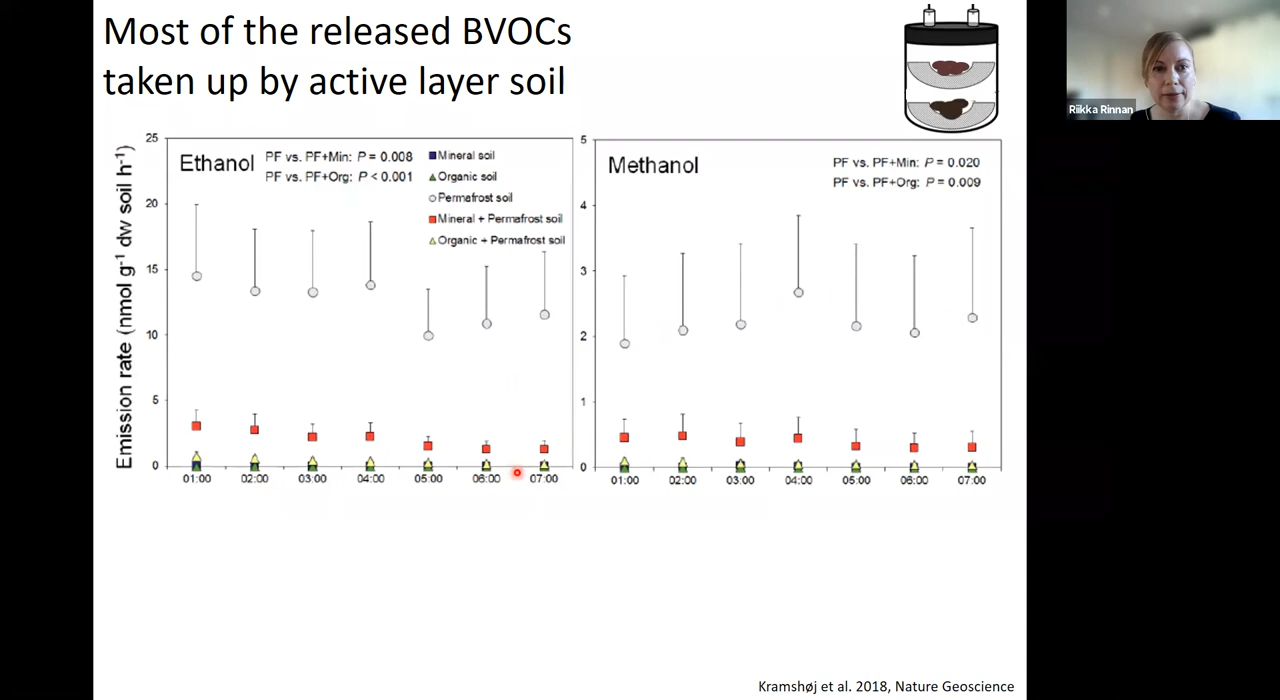 Most of the released BVOCs
taken up by active layer soil
Riikka Rinnan
Emission rate (nmol g-1 dw soil h-1)
25
20
15
10
5
0
Ethanol
PF vs. PF+Min: P = 0.008
PF vs. PF+Org: P < 0.001
Mineral soil
Organic soil
Permafrost soil
Mineral + Permafrost soil
Organic + Permafrost soil
01:00 02:00 03:00 04:00 05:00 06:00 07:00
5
4
3
2
1
0
Methanol
PF vs. PF+Min: P = 0.020
PF vs. PF+Org: P = 0.009
01:00 02:00 03:00 04:00 05:00 06:00 07:00
Kramshøj et al. 2018, Nature Geoscience